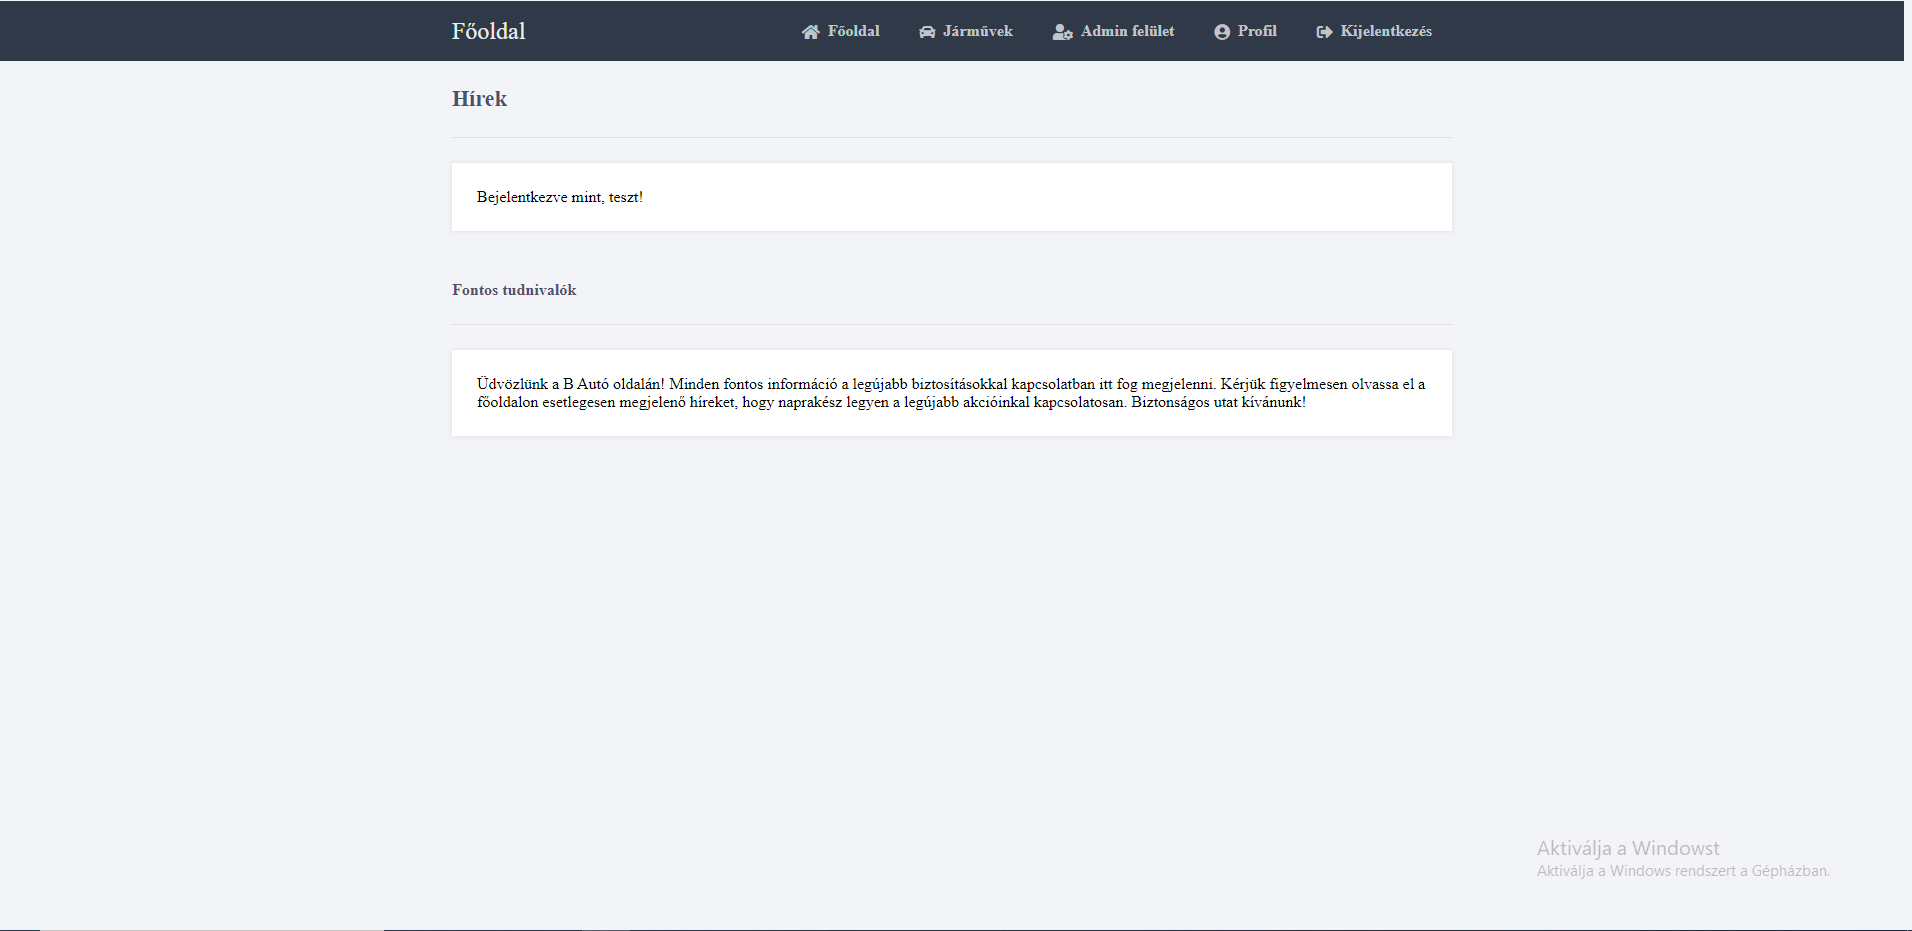 Főoldal
Főoldal Járművek Admin felület Profil Kijelentkezés
Hírek
Bejelentkezve mint, teszt!
Fontos tudnivalók
Üdvözlünk a B Autó oldalán! Minden fontos információ a legújabb biztosításokkal kapcsolatban itt fog megjelenni. Kérjük figyelmesen olvassa el a
főoldalon esetlegesen megjelenő híreket, hogy naprakész legyen a legújabb akcióinkal kapcsolatosan. Biztonságos utat kívánunk!
Aktiválja a Windowst
Aktiválja a Windows rendszert a Gépházban.